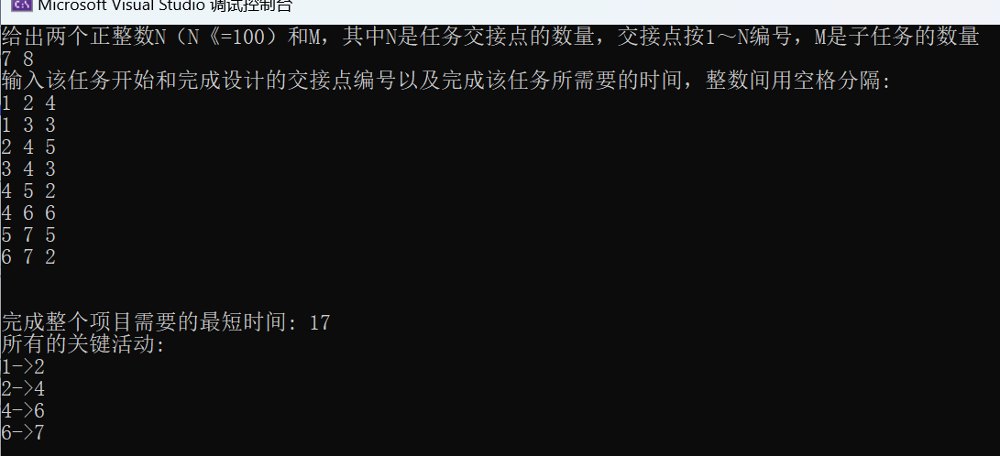 Microsoft Visual Studio 调试控制台
给出两个正整数N（N《=100）和M，其中N是任务交接点的数量，交接点按1～N编号，M是子任务的数量
7 8
输入该任务开始和完成设计的交接点编号以及完成该任务所需要的时间，整数间用空格分隔:
1 2 4
1 3 3
2 4 5
3 4 3
4 5 2
4 6 6
5 7 5
6 7 2
完成整个项目需要的最短时间: 17
所有的关键活动:
1->2
2->4
4->6
6->7